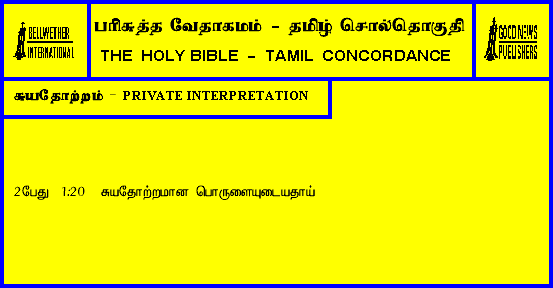 BELLWETHER
INTERNATIONAL
பரிசுத்த வேதாகமம் - தமிழ் சொல்தொகுதி
THE HOLY BIBLE - TAMIL CONCORDANCE
GOOD NEWS
PUBLISHERS
சுயதோற்றம் - PRIVATE INTERPRETATION
2பேது 1:20 சுயதோற்றமான பொருளையுடையதாய்